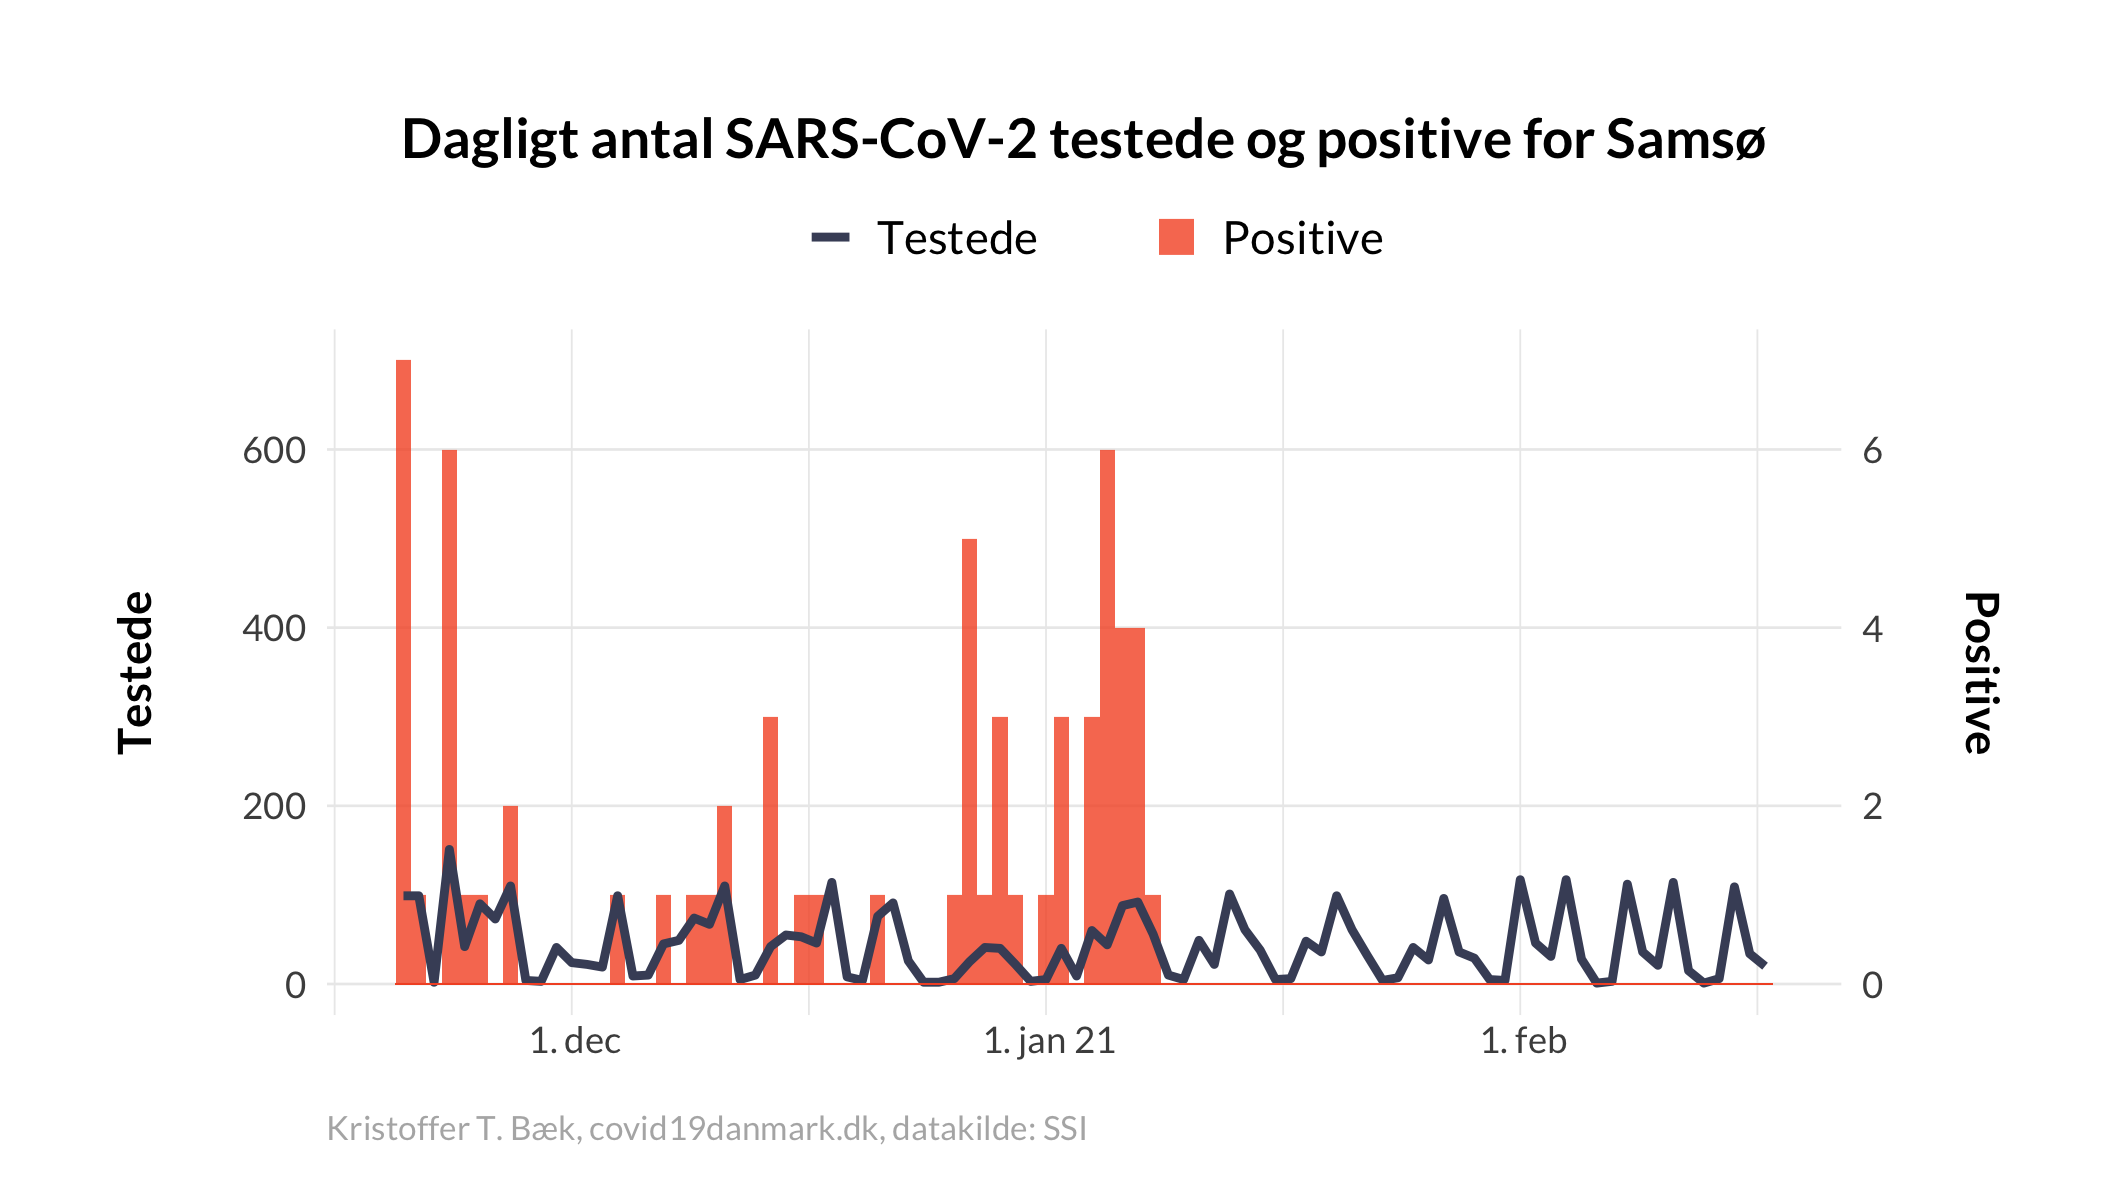 Dagligt antal SARS-CoV-2 testede og positive for Samsø
Testede
Positive
600
400
200
0
Testede
6
4
2
0
Positive
1. dec
1. jan 21
1. feb
Kristoffer T. Bæk, covid19danmark.dk, datakilde: SSI